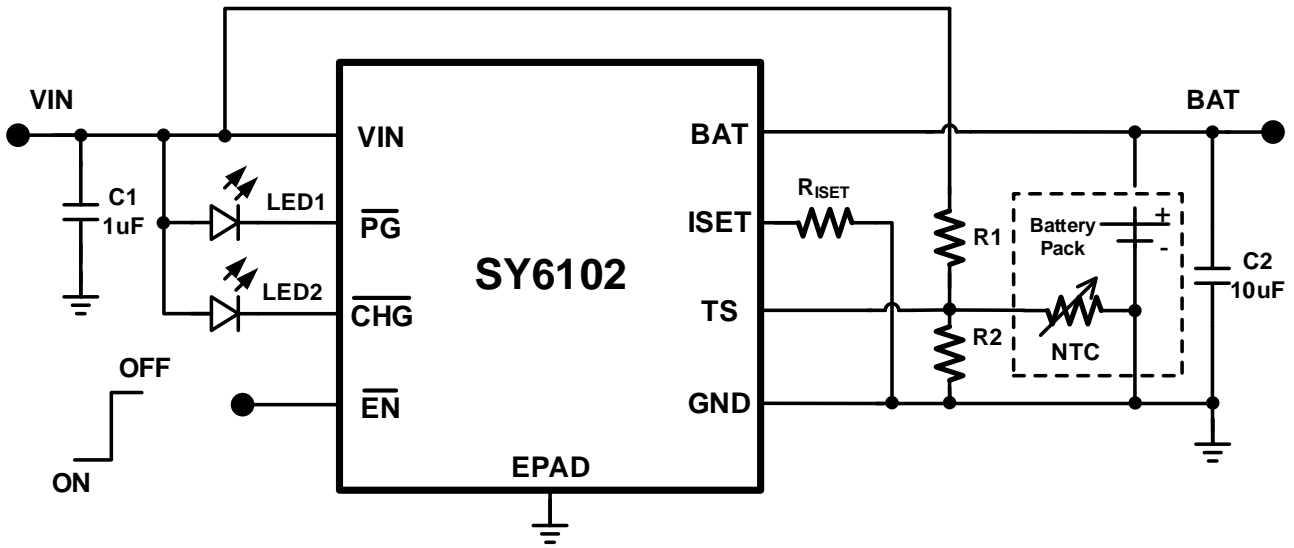 VIN
VIN
BAT
BAT
C1
1uF
LED1
PG
RISET
ISET
R1
Battery
Pack
+
-
C2
10uF
SY6102
LED2
CHG
TS
R2
NTC
OFF
EN
GND
ON
EPAD